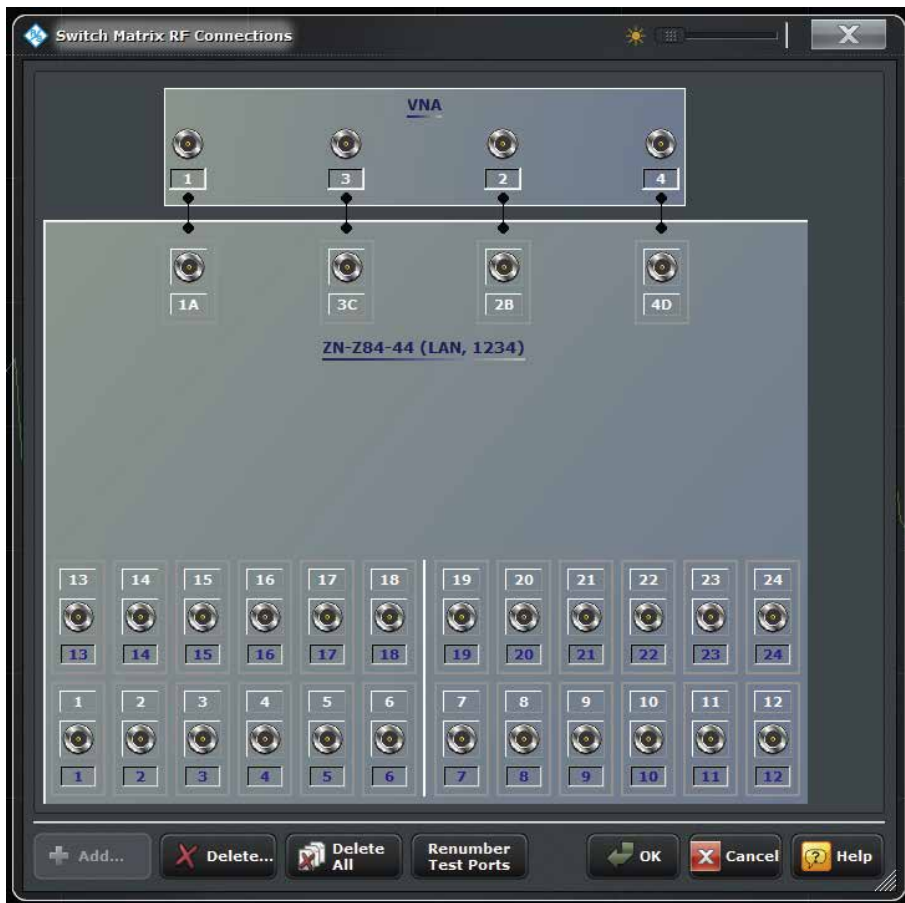 Switch Matrix RF Connections
X
VNA
1 3 2 4
1A 3C 2B 4D
ZN-Z84-44 (LAN, 1234)
13 14 15 16 17 18 19 20 21 22 23 24
13 14 15 16 17 18 19 20 21 22 23 24
1 2 3 4 5 6 7 8 9 10 11 12
1 2 3 4 5 6 7 8 9 10 11 12
Add...
Delete...
Delete
All
Renumber
Test Ports
OK
Cancel
Help